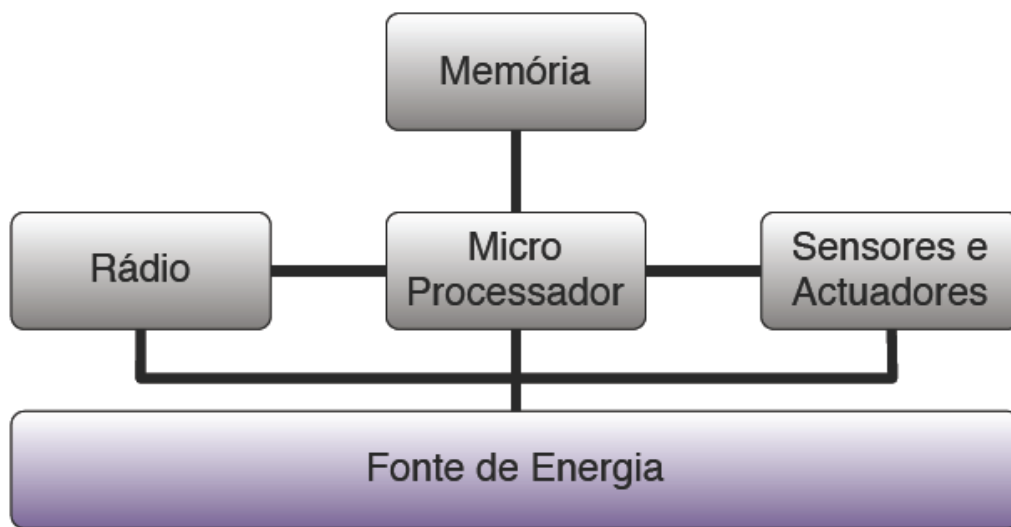 Memória
Rádio
Micro
Processador
Sensores e
Actuadores
Fonte de Energia